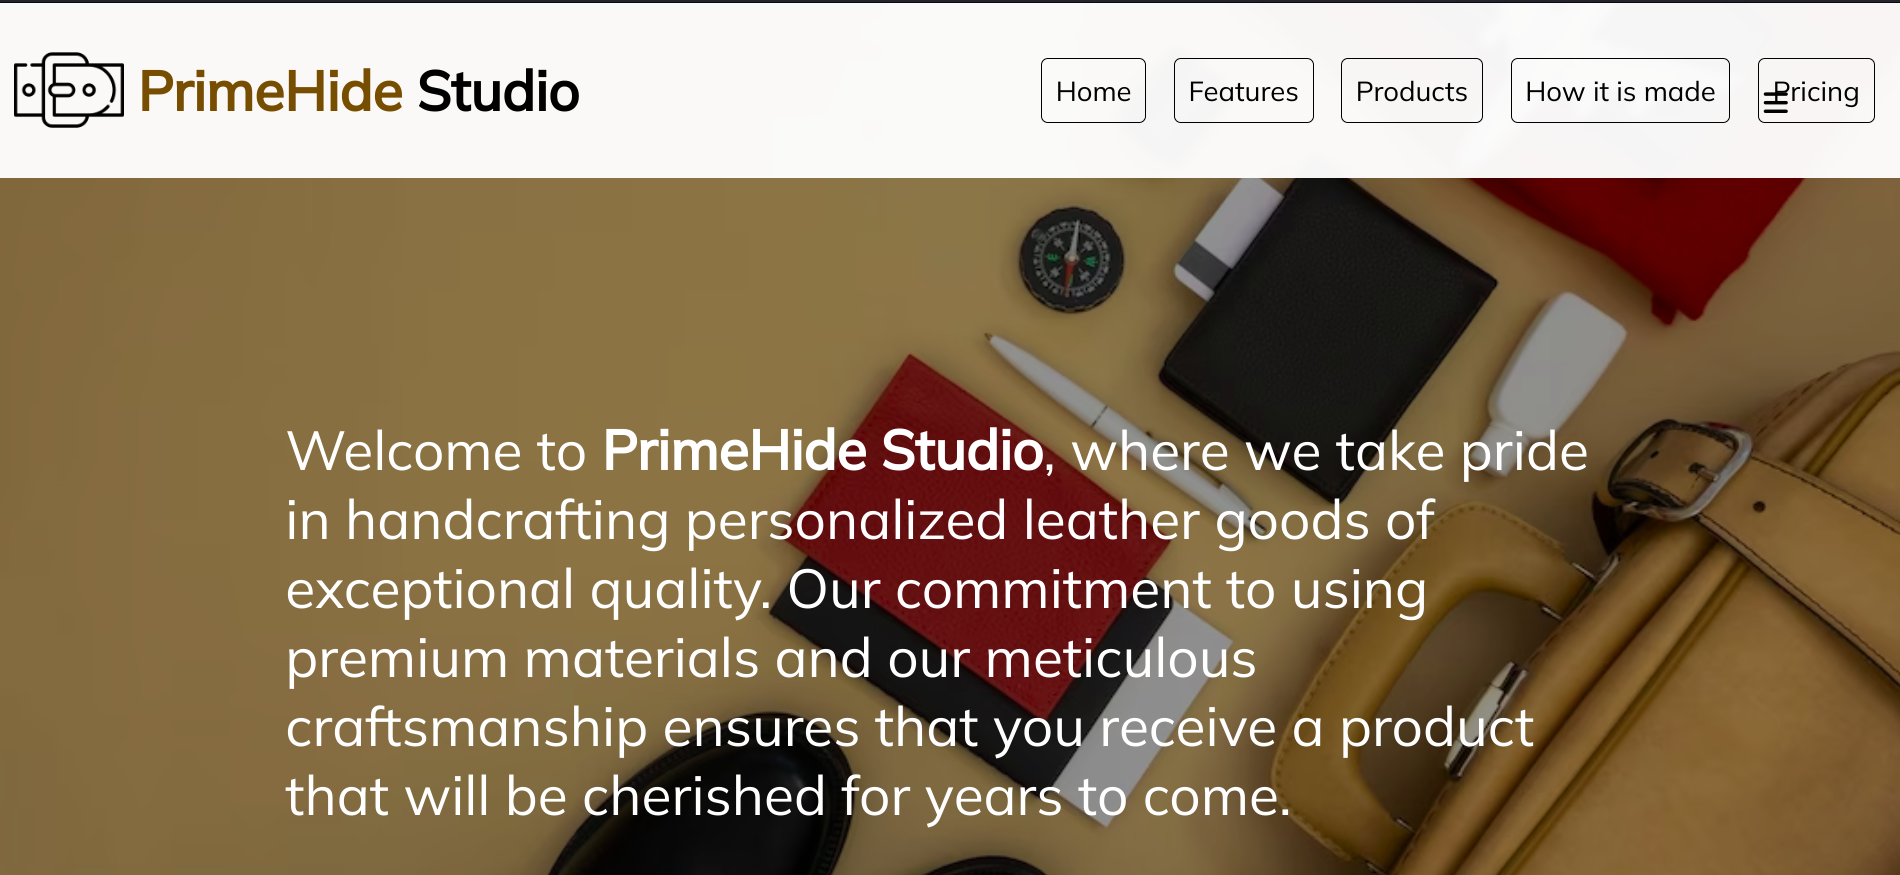 PrimeHide Studio
Home
Features
Products
How it is made
Pricing
Welcome to PrimeHide Studio, where we take pride
in handcrafting personalized leather goods of
exceptional quality. Our commitment to using
premium materials and our meticulous
craftsmanship ensures that you receive a product
that will be cherished for years to come.